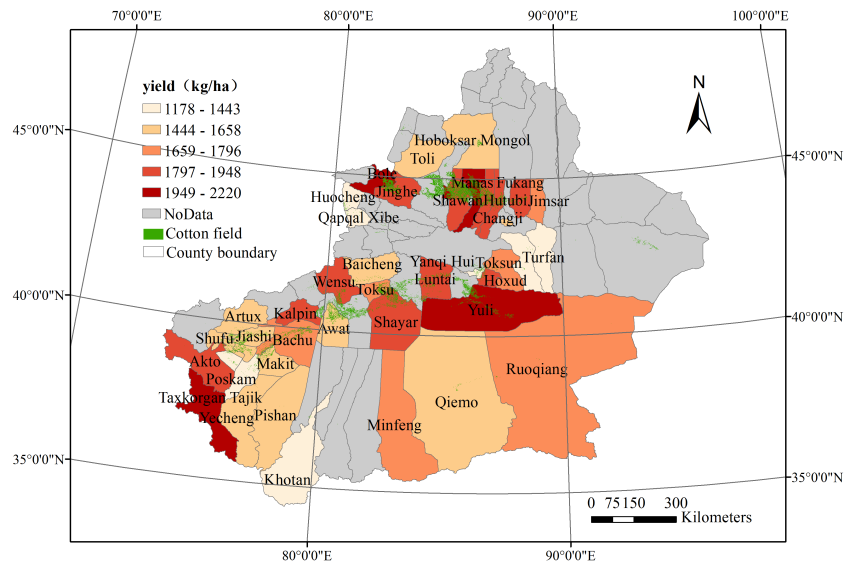 70°0'0"E 80°0'0"E 90°0'0"E 100°0'0"E
N
yield（kg/ha）
1178 - 1443
1444 - 1658
1659 - 1796
1797 - 1948
1949 - 2220
NoData
Cotton field
County boundary
45°0'0"N
45°0'0"N
40°0'0"N
40°0'0"N
35°0'0"N
35°0'0"N
Hoboksar Mongol
Toli
Bole
Jinghe
Manas Fukang
Huocheng
Shawan Hutubi Jimsar
Qapqal Xibe
Changji
Baicheng
Yanqi Hui Toksun Turfan
Wensu Toksu
Luntai
Hoxud
Artux
Kalpin
Yuli
Awat
Shayar
Shufu Jiashi
Bachu
Akto
Makit
Poskam
Ruoqiang
Taxkorgan Tajik
Yecheng Pishan
Qiemo
Minfeng
Khotan
0 75 150 300
Kilometers
80°0'0"E 90°0'0"E